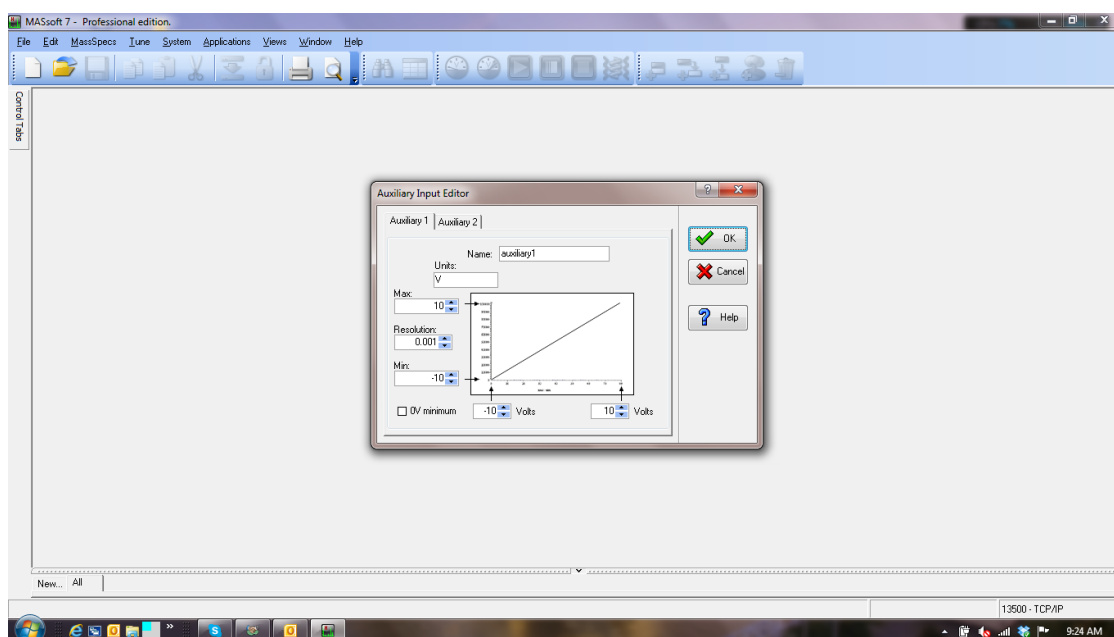 MASsoft 7 - Professional edition.
File Edit MassSpecs Tune System Applications Views Window Help
Control Tabs
Auxiliary Input Editor
Auxiliary 1 Auxiliary 2
Name: auxiliary1
Units:
V
Max:
10
Resolution:
0.001
Min:
-10
0V minimum
-10 Volts
10 Volts
OK
Cancel
Help
New... All
13500 - TCP/IP
9:24 AM